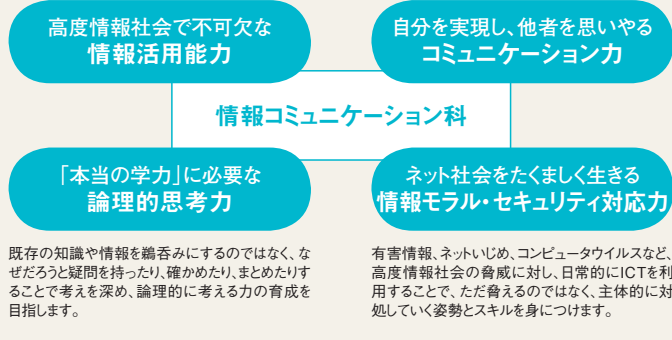 高度情報社会で不可欠な
情報活用能力
自分を実現し、他者を思いやる
コミュニケーション力
情報コミュニケーション科
「本当の学力」に必要な
論理的思考力
ネット社会をたくましく生きる
情報モラル・セキュリティ対応力
既存の知識や情報を鵜呑みにするのではなく、な
ぜだろうと疑問を持ったり、確かめたり、まとめたりす
ることで考えを深め、論理的に考える力の育成を
目指します。
有害情報、ネットいじめ、コンピュータウイルスなど、
高度情報社会の脅威に対し、日常的にICTを利
用することで、ただ脅えるのではなく、主体的に対
処していく姿勢とスキルを身につけます。